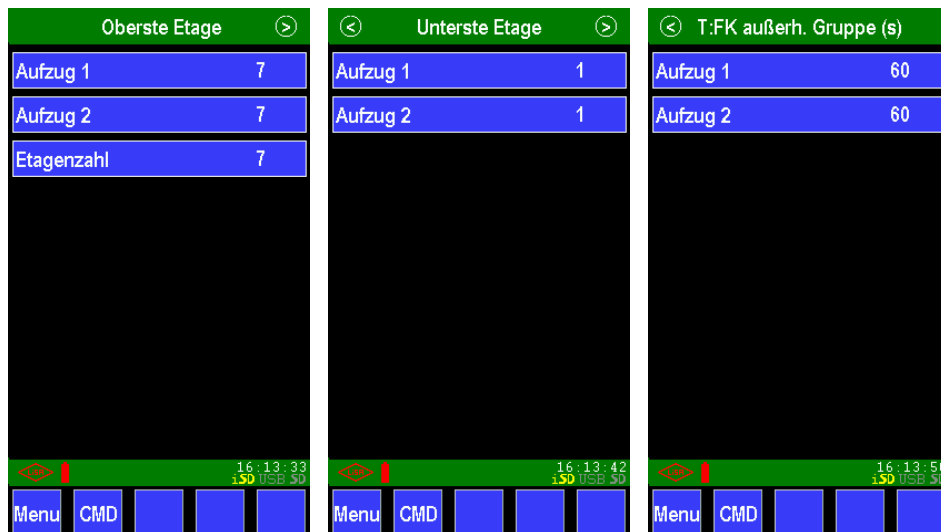 Oberste Etage >
Aufzug 1 7
Aufzug 2 7
Etagenzahl 7
16:13:33
iSD USB SD
Menu CMD
< Unterste Etage >
Aufzug 1 1
Aufzug 2 1
16:13:42
iSD USB SD
Menu CMD
< T:FK außerh. Gruppe (s)
Aufzug 1 60
Aufzug 2 60
iSD USB
Menu CMD